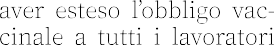 aver esteso l'obbligo vac-
cinale a tutti i lavoratori